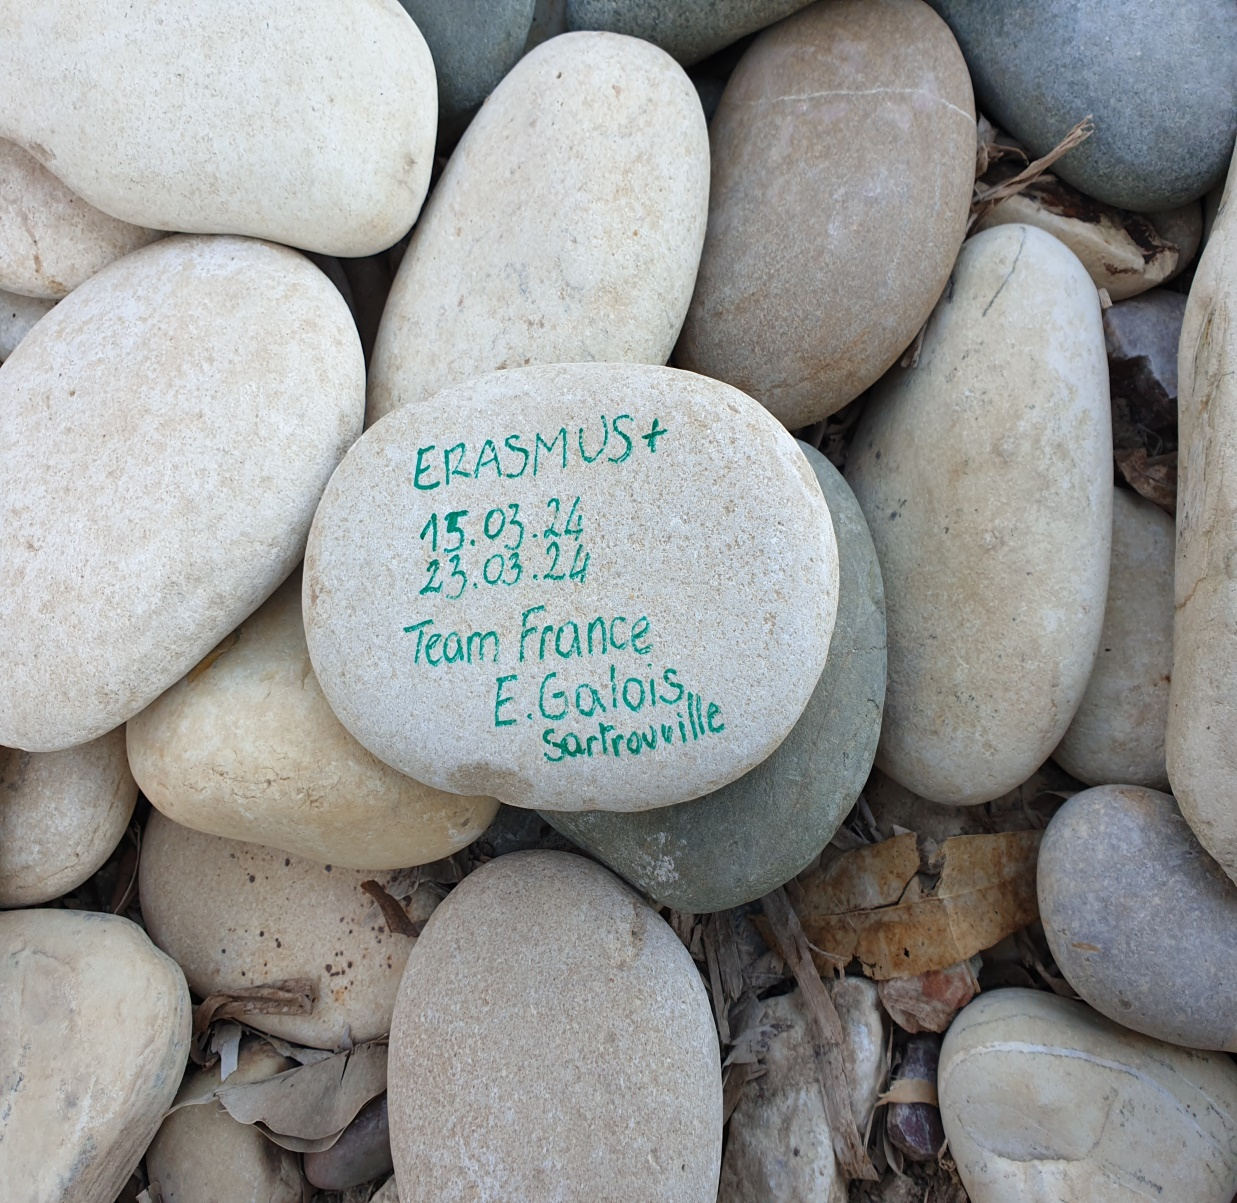 ERASMUS+
15.03.24
23.03.24
Team France
E.Galois
Sartrouville